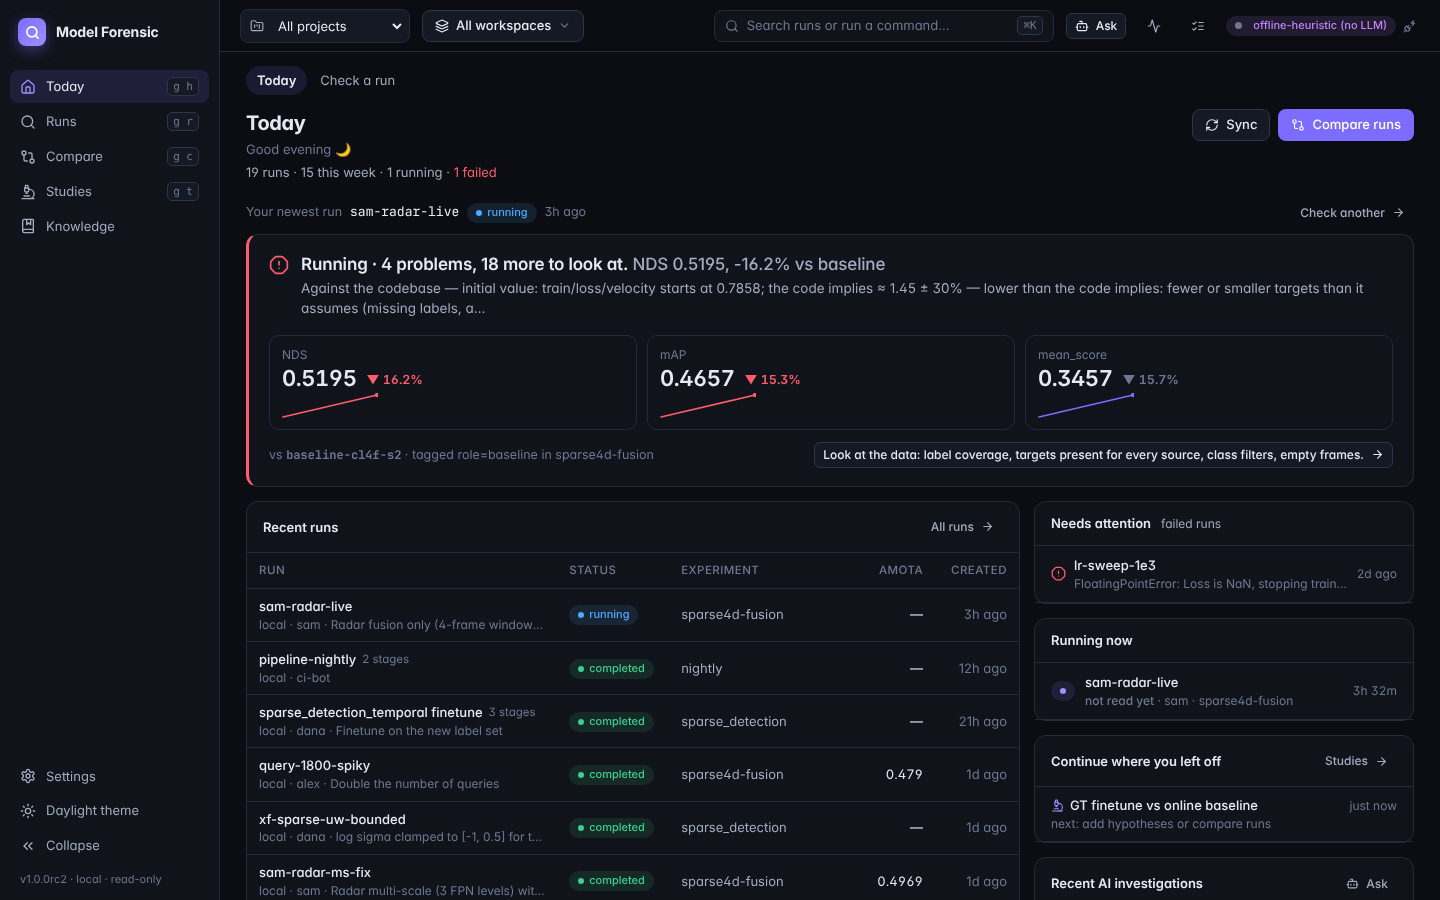 Model Forensic
Today g h
Runs g r
Compare g c
Studies g t
Knowledge
Settings
Daylight theme
Collapse
v1.0.0rc2 · local · read-only
All projects
All workspaces
Search runs or run a command... ⌘K
Ask
offline-heuristic (no LLM)
Today Check a run
Today
Good evening 🌙
19 runs · 15 this week · 1 running · 1 failed
Sync
Compare runs
Your newest run sam-radar-live running 3h ago
Check another →
Running · 4 problems, 18 more to look at. NDS 0.5195, -16.2% vs baseline
Against the codebase — initial value: train/loss/velocity starts at 0.7858; the code implies ≈ 1.45 ± 30% — lower than the code implies: fewer or smaller targets than it
assumes (missing labels, a...
NDS
0.5195 ▼ 16.2%
mAP
0.4657 ▼ 15.3%
mean_score
0.3457 ▼ 15.7%
vs baseline-cl4f-s2 · tagged role=baseline in sparse4d-fusion
Look at the data: label coverage, targets present for every source, class filters, empty frames. →
Recent runs
All runs →
RUN STATUS EXPERIMENT AMOTA CREATED
sam-radar-live running sparse4d-fusion — 3h ago
local · sam · Radar fusion only (4-frame window...
pipeline-nightly 2 stages completed nightly — 12h ago
local · ci-bot
sparse_detection_temporal finetune 3 stages completed sparse_detection — 21h ago
local · dana · Finetune on the new label set
query-1800-spiky completed sparse4d-fusion 0.479 1d ago
local · alex · Double the number of queries
xf-sparse-uw-bounded completed sparse_detection — 1d ago
local · dana · log sigma clamped to [-1, 0.5] for t...
sam-radar-ms-fix completed sparse4d-fusion 0.4969 1d ago
local · sam · Radar multi-scale (3 FPN levels) wit...
Needs attention failed runs
lr-sweep-1e3 2d ago
FloatingPointError: Loss is NaN, stopping train...
Running now
sam-radar-live 3h 32m
not read yet · sam · sparse4d-fusion
Continue where you left off Studies →
GT finetune vs online baseline just now
next: add hypotheses or compare runs
Recent AI investigations Ask